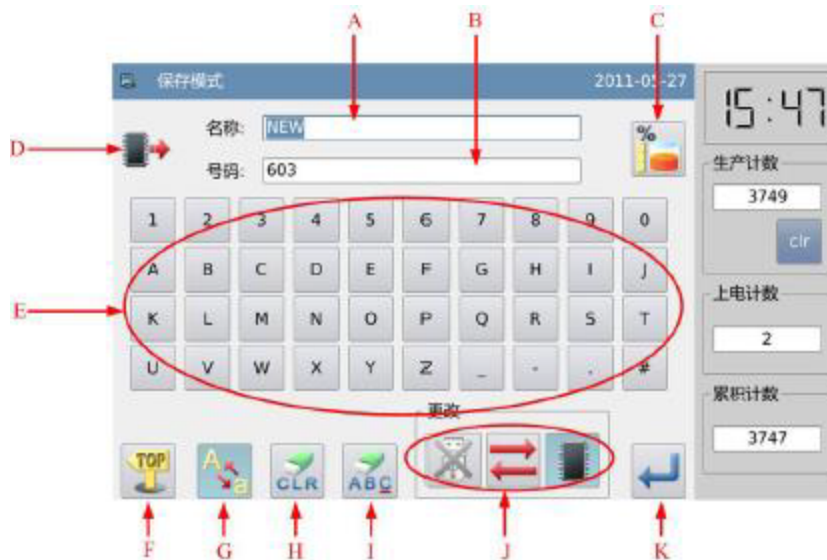 A B C
保存模式 2011-05-27
15:47
D 名称: NEW %
号码: 603
生产计数
3749
clr
1 2 3 4 5 6 7 8 9 0
A B C D E F G H I J
上电计数
E K L M N O P Q R S T
2
U V W X Y Z _ - . #
累积计数
更改
3747
TOP A a CLR ABC
F G H I J K